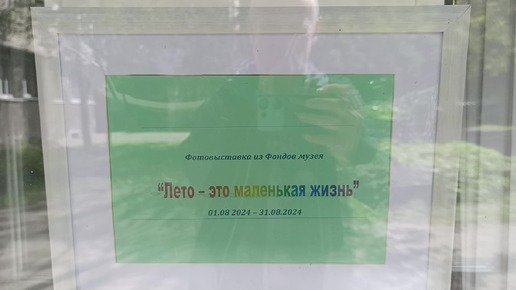 Фотовыставка из Фондов музея
“Лето – это маленькая жизнь”
01.08 2024 – 31.08.2024